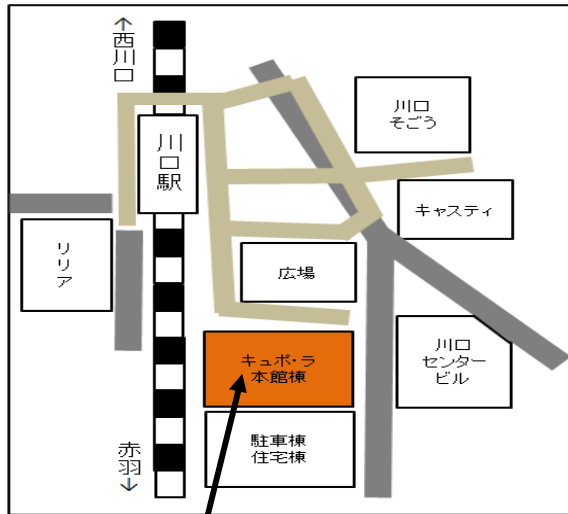 ↑西川口
川口駅
川口
そごう
キャスティ
リリア
広場
キュポ・ラ
本館棟
川口
センター
ビル
駐車棟
住宅棟
赤羽↓